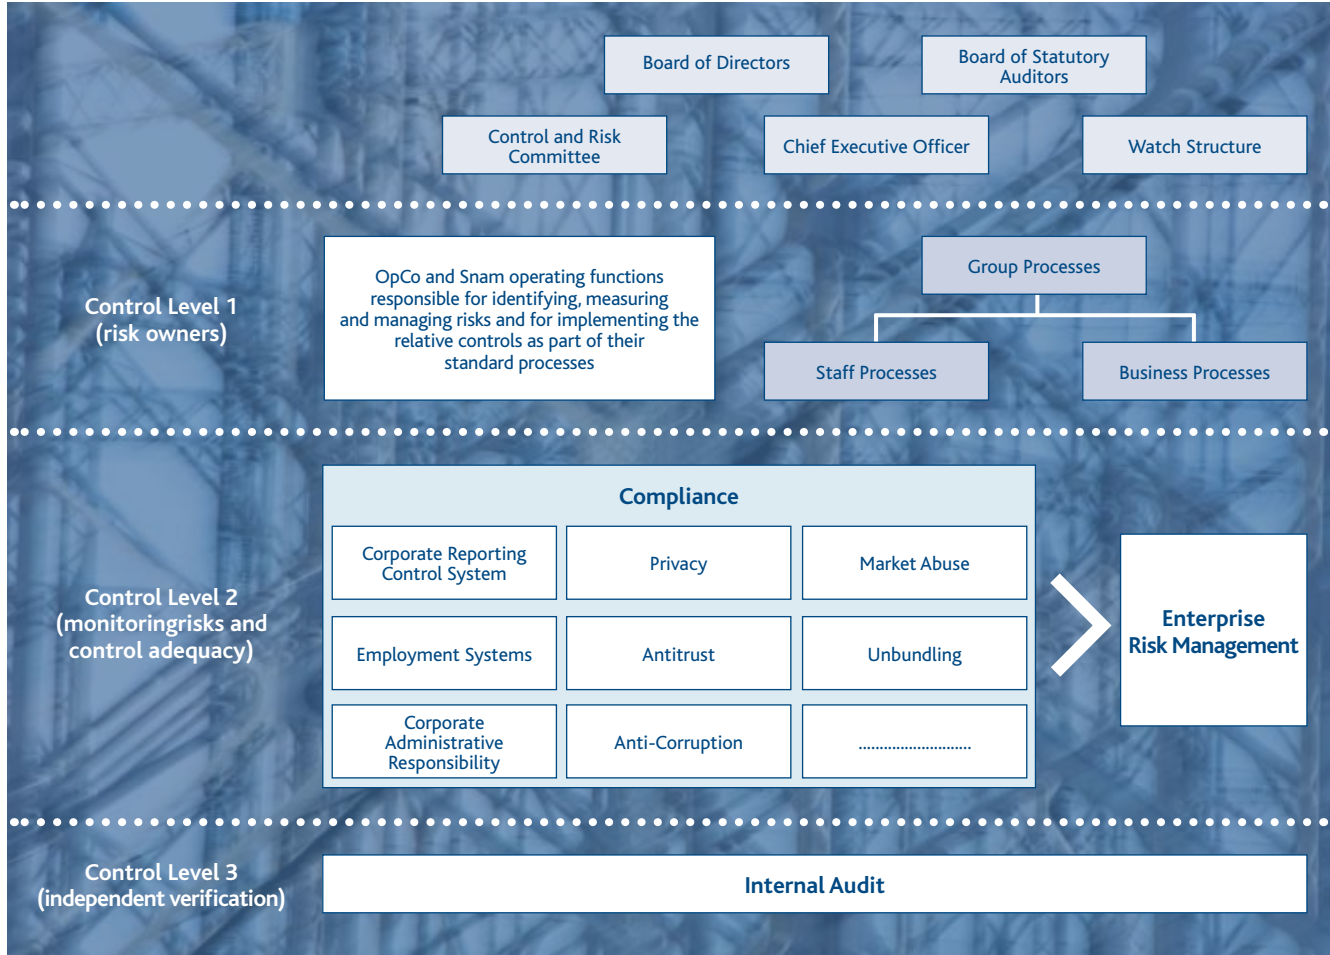 Board of Directors
Board of Statutory
Auditors
Control and Risk
Committee
Chief Executive Officer
Watch Structure
Control Level 1
(risk owners)
OpCo and Snam operating functions
responsible for identifying, measuring
and managing risks and for implementing the
relative controls as part of their
standard processes
Group Processes
Staff Processes
Business Processes
Control Level 2
(monitoringrisks and
control adequacy)
Compliance
Corporate Reporting
Control System
Privacy
Market Abuse
Employment Systems
Antitrust
Unbundling
Corporate
Administrative
Responsibility
Anti-Corruption
...........................
Enterprise
Risk Management
Control Level 3
(independent verification)
Internal Audit